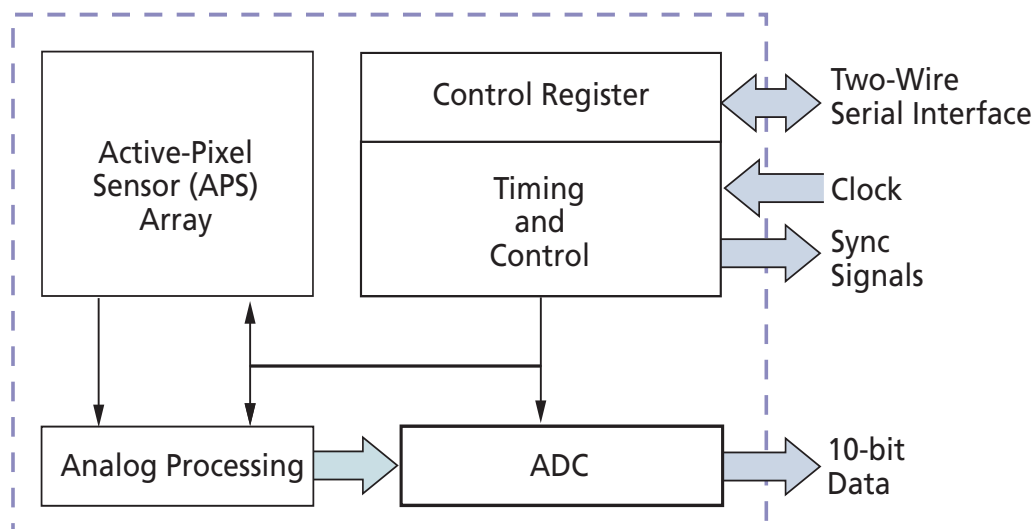 Active-Pixel
Sensor (APS)
Array
Control Register
Timing
and
Control
Two-Wire
Serial Interface
Clock
Sync
Signals
Analog Processing
ADC
10-bit
Data